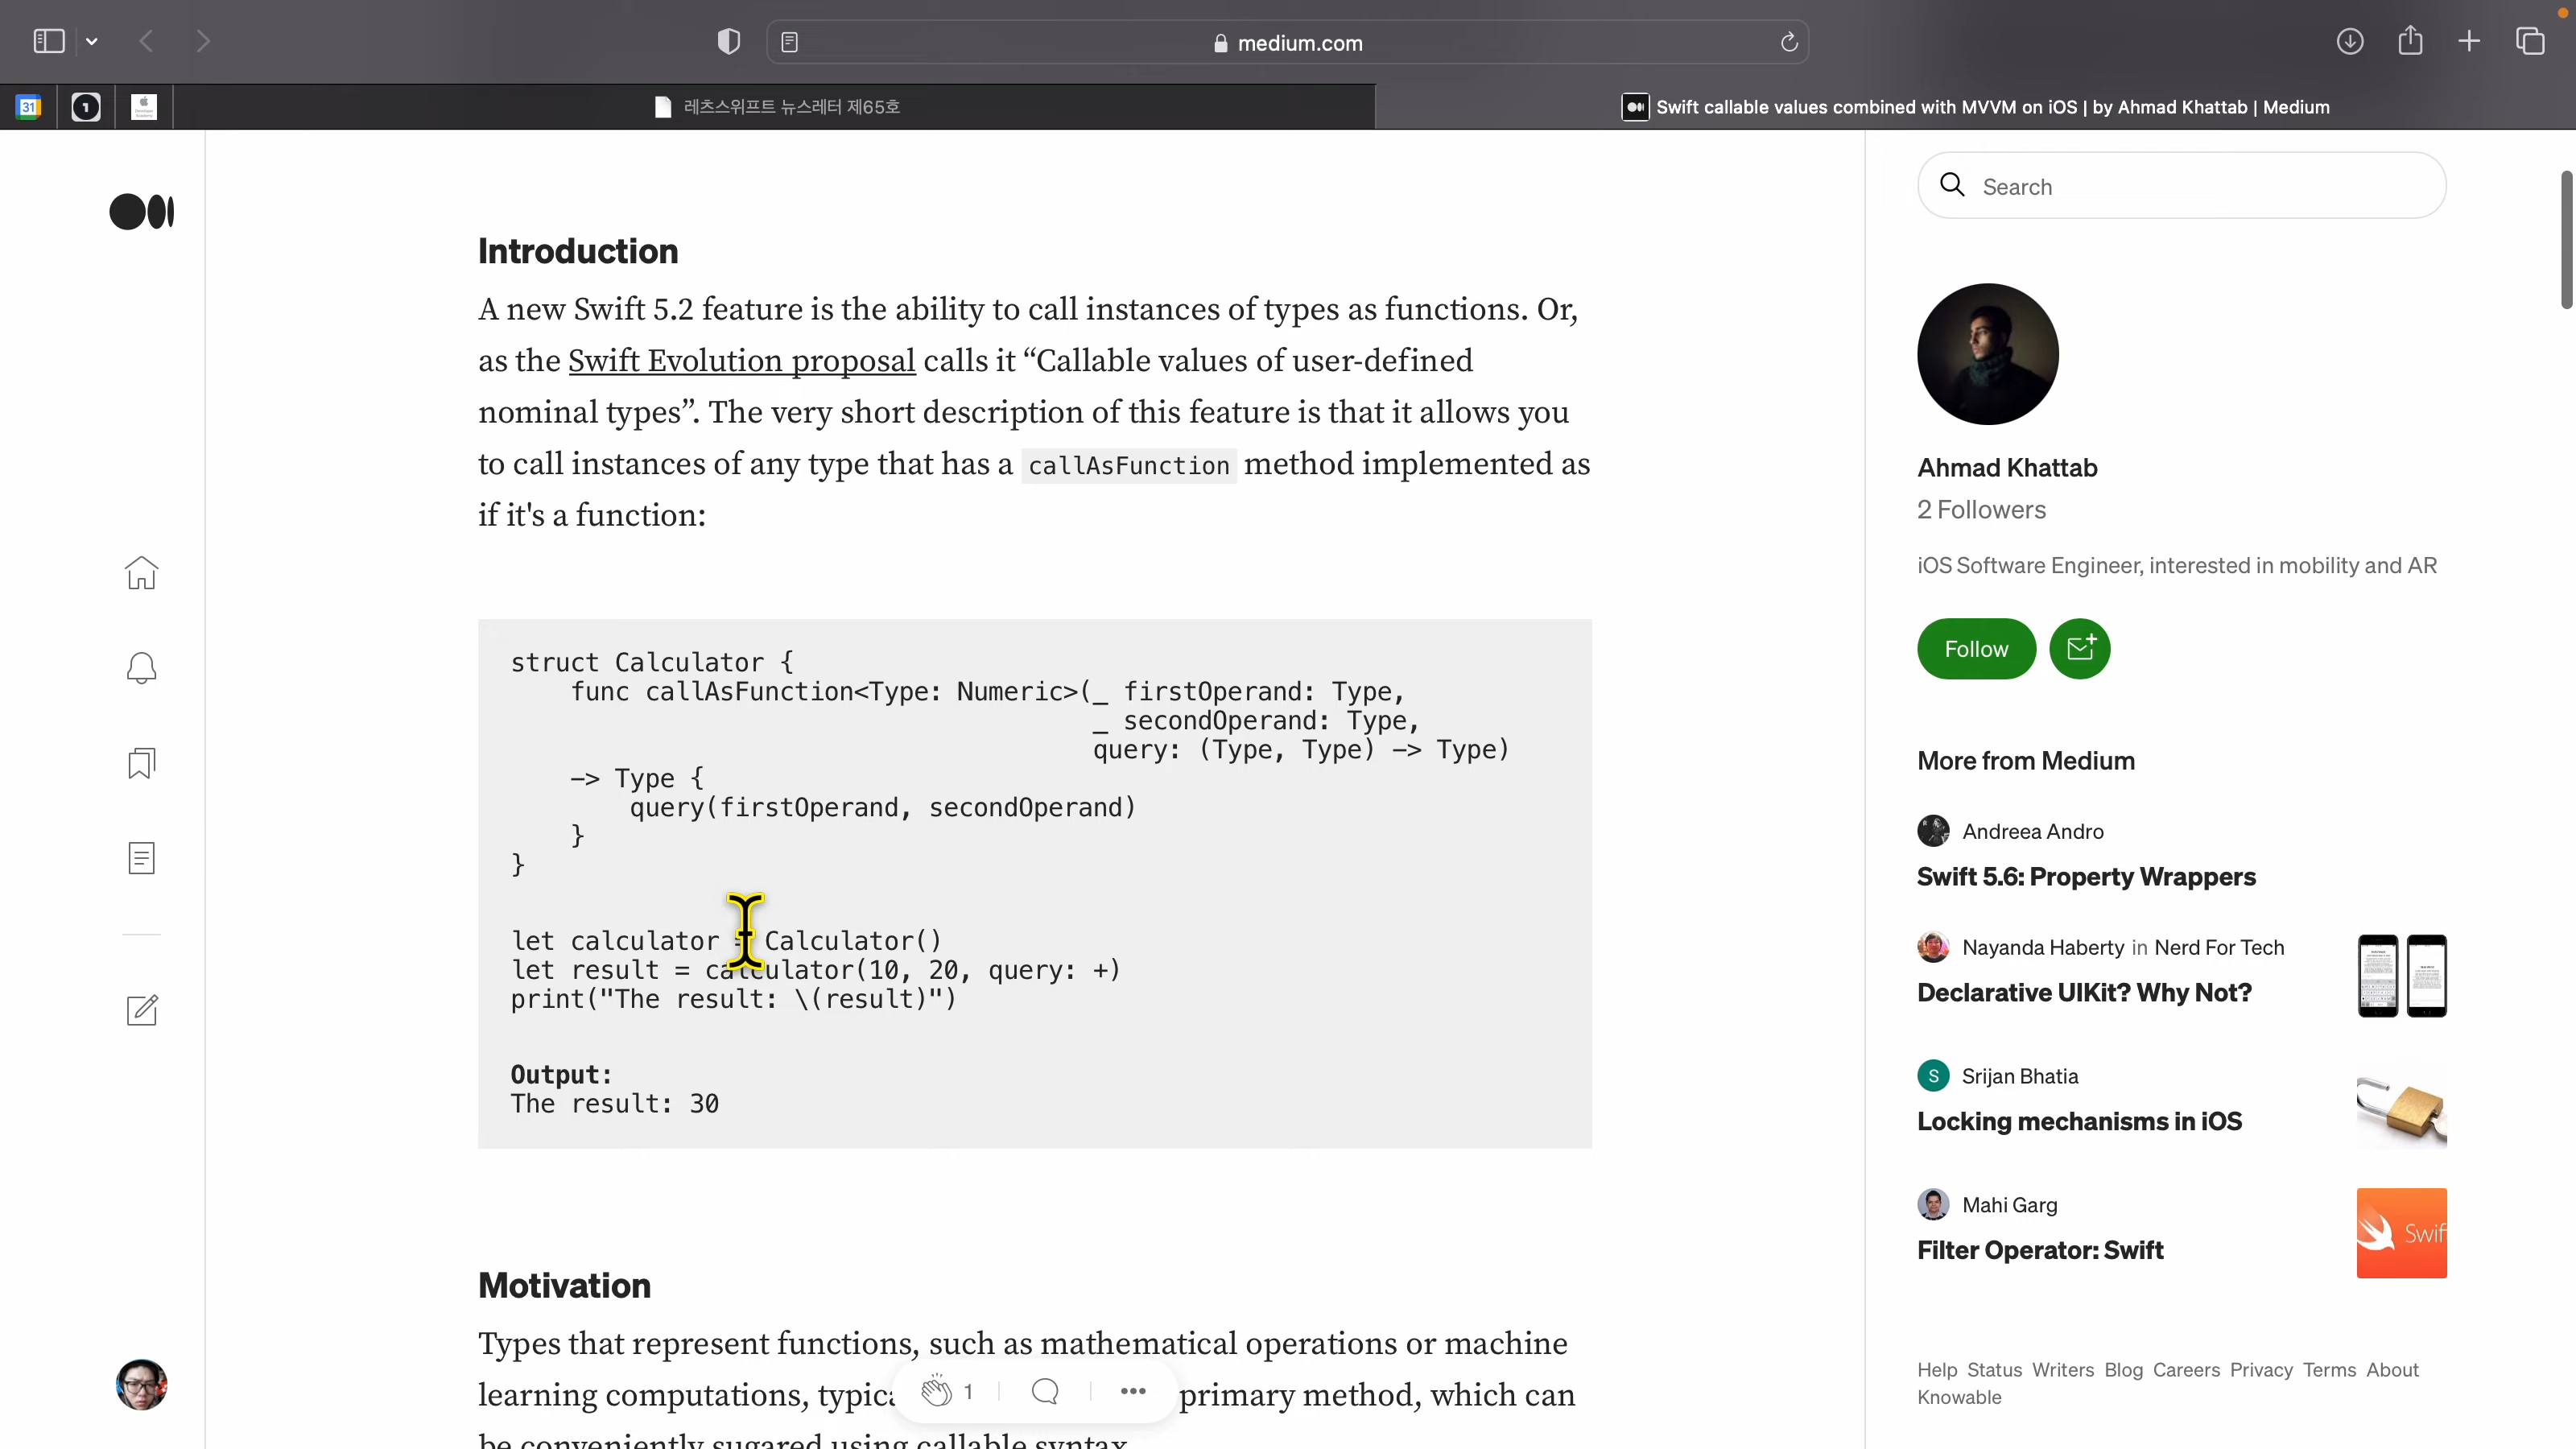 medium.com
31
1
레츠스위프트 뉴스레터 제65호
Swift callable values combined with MVVM on iOS | by Ahmad Khattab | Medium
Introduction
A new Swift 5.2 feature is the ability to call instances of types as functions. Or,
as the Swift Evolution proposal calls it “Callable values of user-defined
nominal types”. The very short description of this feature is that it allows you
to call instances of any type that has a callAsFunction method implemented as
if it's a function:
struct Calculator {
func callAsFunction<Type: Numeric>(_ firstOperand: Type,
_ secondOperand: Type,
query: (Type, Type) -> Type)
-> Type {
query(firstOperand, secondOperand)
}
}
let calculator = Calculator()
let result = calculator(10, 20, query: +)
print("The result: \(result)")
Output:
The result: 30
Motivation
Types that represent functions, such as mathematical operations or machine
learning computations, primary method, which can
be conveniently sugared using callable syntax
1
Search
Ahmad Khattab
2 Followers
iOS Software Engineer, interested in mobility and AR
Follow
More from Medium
Andreea Andro
Swift 5.6: Property Wrappers
Nayanda Haberty in Nerd For Tech
Declarative UIKit? Why Not?
S Srijan Bhatia
Locking mechanisms in iOS
Mahi Garg
Filter Operator: Swift
Swif
Help Status Writers Blog Careers Privacy Terms About
Knowable